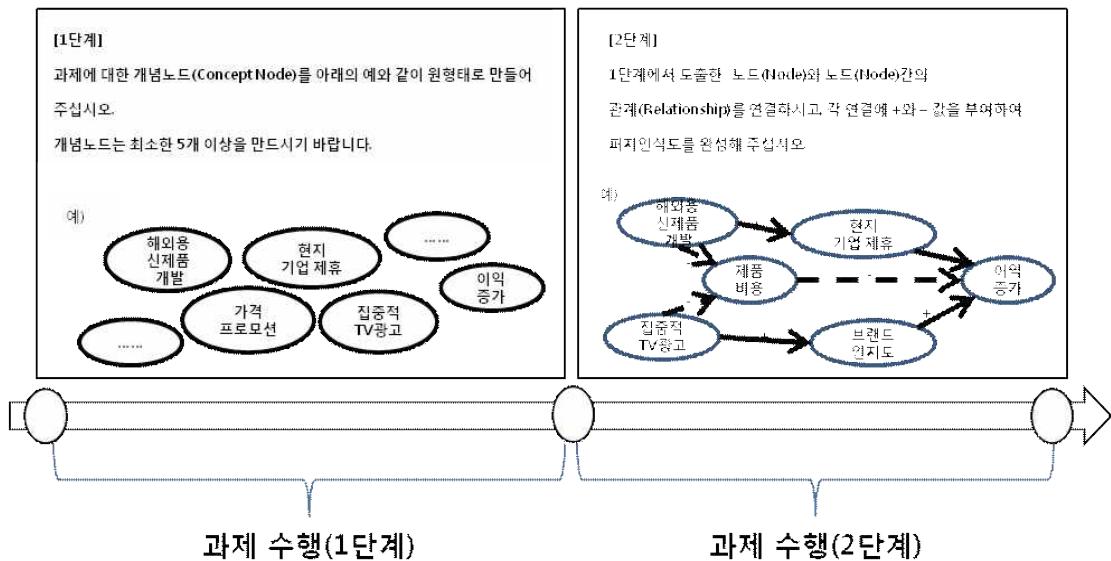 [1단계]
과제에 대한 개념노드(Concept Node)를 아래의 예와 같이 원형태로 만들어
주십시오.
개념노드는 최소한 5개 이상을 만드시기 바랍니다.
예)
해외용
신제품
개발
현지
기업 제휴
......
이익
증가
가격
프로모션
집중적
TV광고
......
[2단계]
1단계에서 도출한 노드(Node)와 노드(Node)간의
관계(Relationship)를 연결하시고, 각 연결에 +와 – 값을 부여하여
퍼지인식도를 완성해 주십시오.
예)
해외용
신제품
개발
+
현지
기업 제휴
-
제품
비용
-
이익
증가
-
집중적
TV광고
+
브랜드
인지도
+
과제 수행(1단계)
과제 수행(2단계)